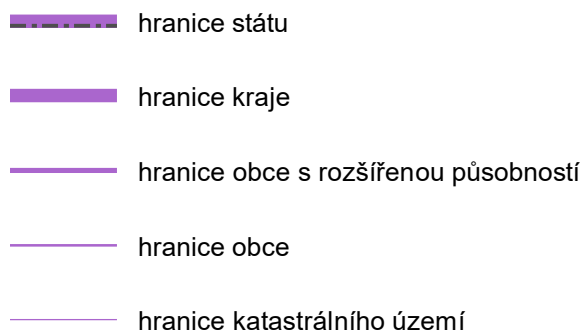 hranice státu
hranice kraje
hranice obce s rozšířenou působností
hranice obce
hranice katastrálního území